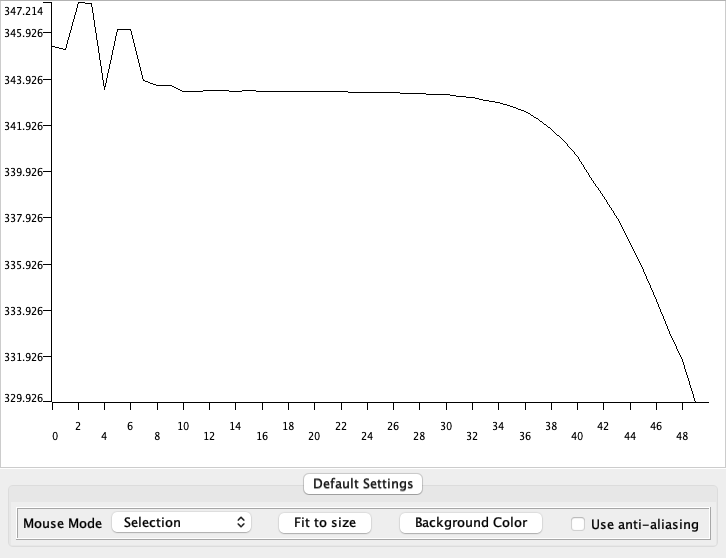 347.214
345.926
343.926
341.926
339.926
337.926
335.926
333.926
331.926
329.926
2 6 10 14 18 22 26 30 34 38 42 46
0 4 8 12 16 20 24 28 32 36 40 44 48
Default Settings
Mouse Mode Selection Fit to size Background Color Use anti-aliasing